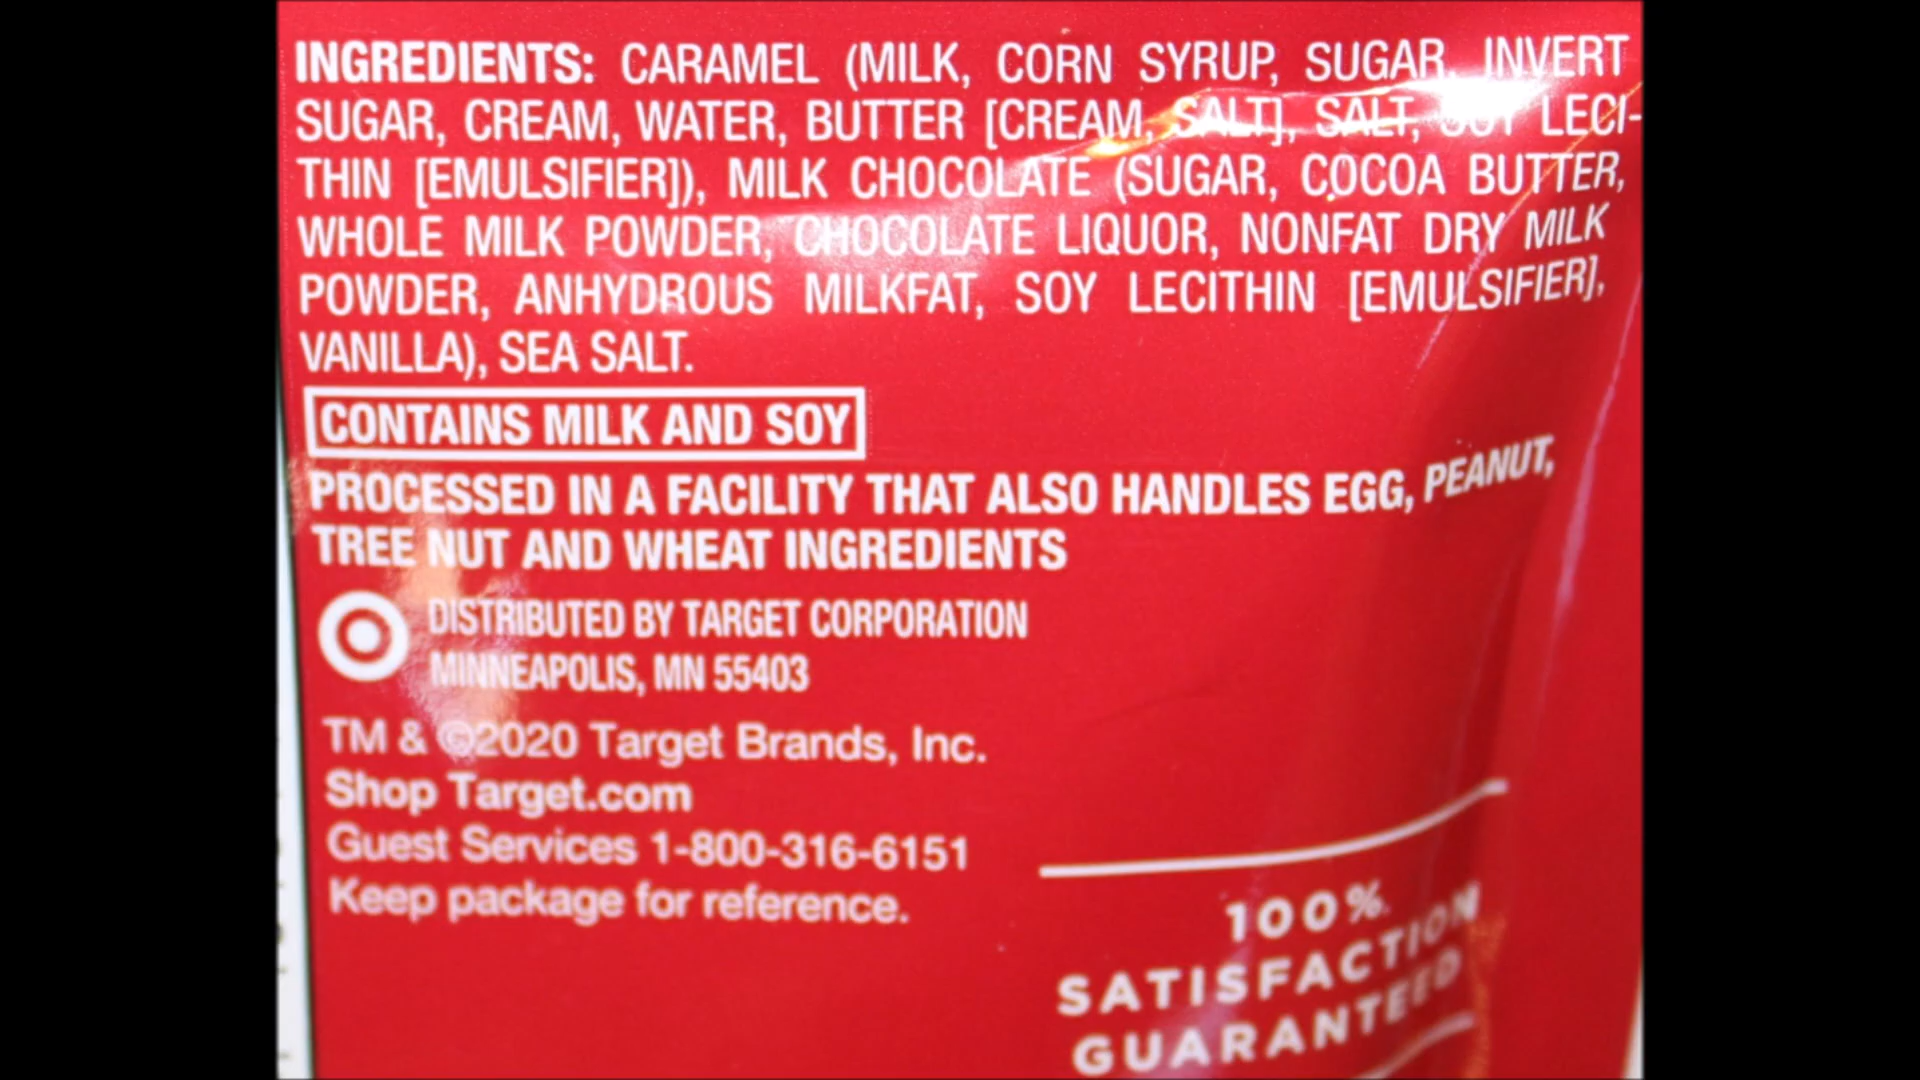 INGREDIENTS: CARAMEL (MILK, CORN SYRUP, SUGAR, INVERT
SUGAR, CREAM, WATER, BUTTER [CREAM, SALT], SALT, SOY LECI-
THIN [EMULSIFIER]), MILK CHOCOLATE (SUGAR, COCOA BUTTER,
WHOLE MILK POWDER, CHOCOLATE LIQUOR, NONFAT DRY MILK
POWDER, ANHYDROUS MILKFAT, SOY LECITHIN [EMULSIFIER],
VANILLA), SEA SALT.
CONTAINS MILK AND SOY
PROCESSED IN A FACILITY THAT ALSO HANDLES EGG, PEANUT,
TREE NUT AND WHEAT INGREDIENTS
DISTRIBUTED BY TARGET CORPORATION
MINNEAPOLIS, MN 55403
TM & ©2020 Target Brands, Inc.
Shop Target.com
Guest Services 1-800-316-6151
Keep package for reference.
100%
SATISFACTION
GUARANTEED